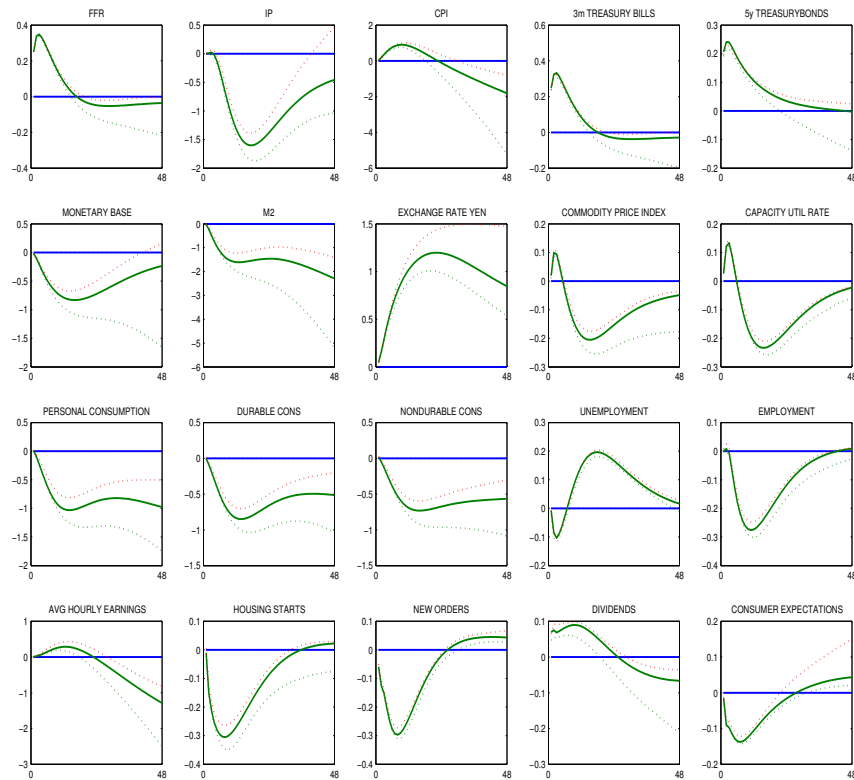 FFR IP CPI 3m TREASURY BILLS 5y TREASURYBONDS
0.4 0.5 2 0.6 0.3
0.2 0 0 0.4 0.2
0 −0.5 −2 0.2 0.1
−0.2 −1 −4 0 0
−0.4 −1.5 −6 −0.2 −0.1
−2 −0.2
0 48 0 48 0 48 0 48 0 48
MONETARY BASE M2 EXCHANGE RATE YEN COMMODITY PRICE INDEX CAPACITY UTIL RATE
0.5 0 1.5 0.2 0.2
0 −1 1 0.1 0.1
−0.5 −2 0.5 0 0
−1 −3 0 −0.1 −0.1
−1.5 −4 −0.2 −0.2
−2 −5 −0.3 −0.3
−6
0 48 0 48 0 48 0 48 0 48
PERSONAL CONSUMPTION DURABLE CONS NONDURABLE CONS UNEMPLOYMENT EMPLOYMENT
0.5 0.5 0.5 0.3 0.1
0 0 0 0.2 0
−0.5 −0.5 −0.5 0.1 −0.1
−1 −1 −1 0 −0.2
−1.5 −1.5 −1.5 −0.1 −0.3
−2 −0.2 −0.4
0 48 0 48 0 48 0 48 0 48
AVG HOURLY EARNINGS HOUSING STARTS NEW ORDERS DIVIDENDS CONSUMER EXPECTATIONS
1 0.1 0.1 0.1 0.2
0 0 0 0 0.1
−1 −0.1 −0.1 −0.1 0
−2 −0.2 −0.2 −0.2 −0.1
−3 −0.3 −0.3 −0.3 −0.2
−0.4 −0.4
0 48 0 48 0 48 0 48 0 48